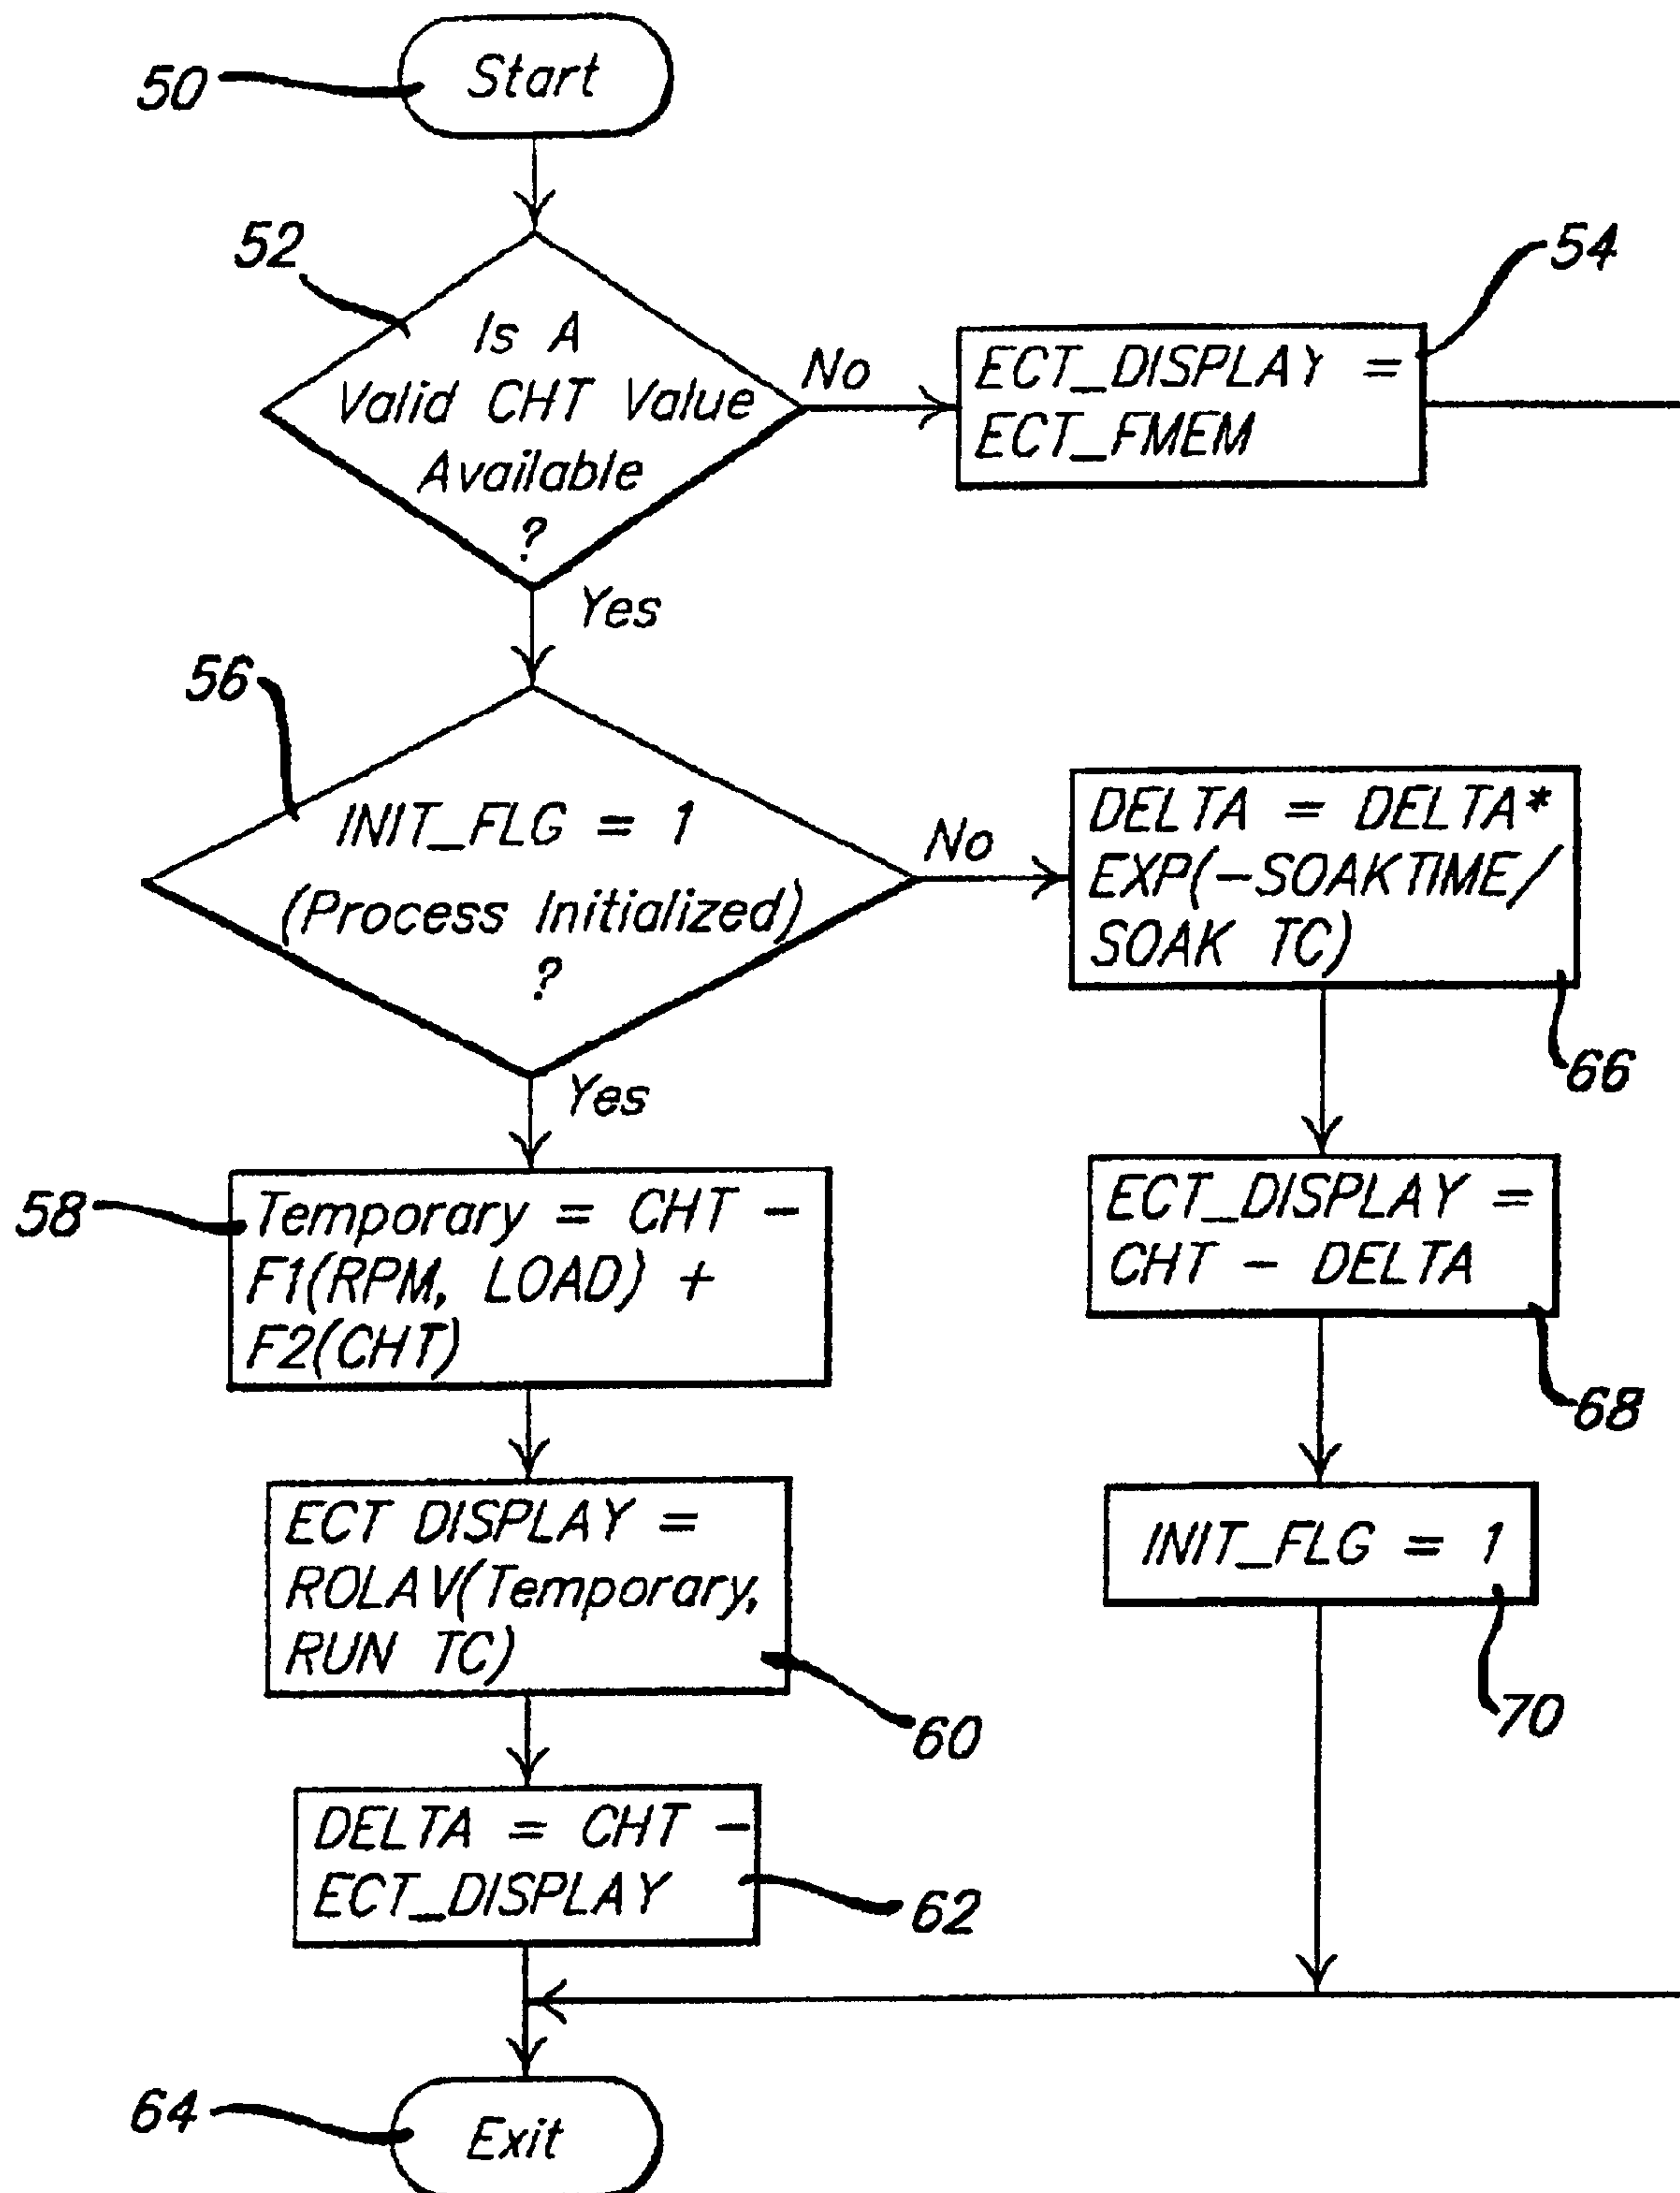 50
Start
52
Is A
Valid CHT Value
Available
?
No
54
ECT_DISPLAY =
ECT_FMEM
Yes
56
INIT_FLG = 1
(Process Initialized)
?
No
DELTA = DELTA*
EXP(-SOAKTIME/
SOAK TC)
66
Yes
58
Temporary = CHT -
F1(RPM, LOAD) +
F2(CHT)
ECT_DISPLAY =
CHT - DELTA
68
ECT DISPLAY =
ROLAV(Temporary,
RUN TC)
60
INIT_FLG = 1
70
DELTA = CHT -
ECT_DISPLAY
62
64
Exit